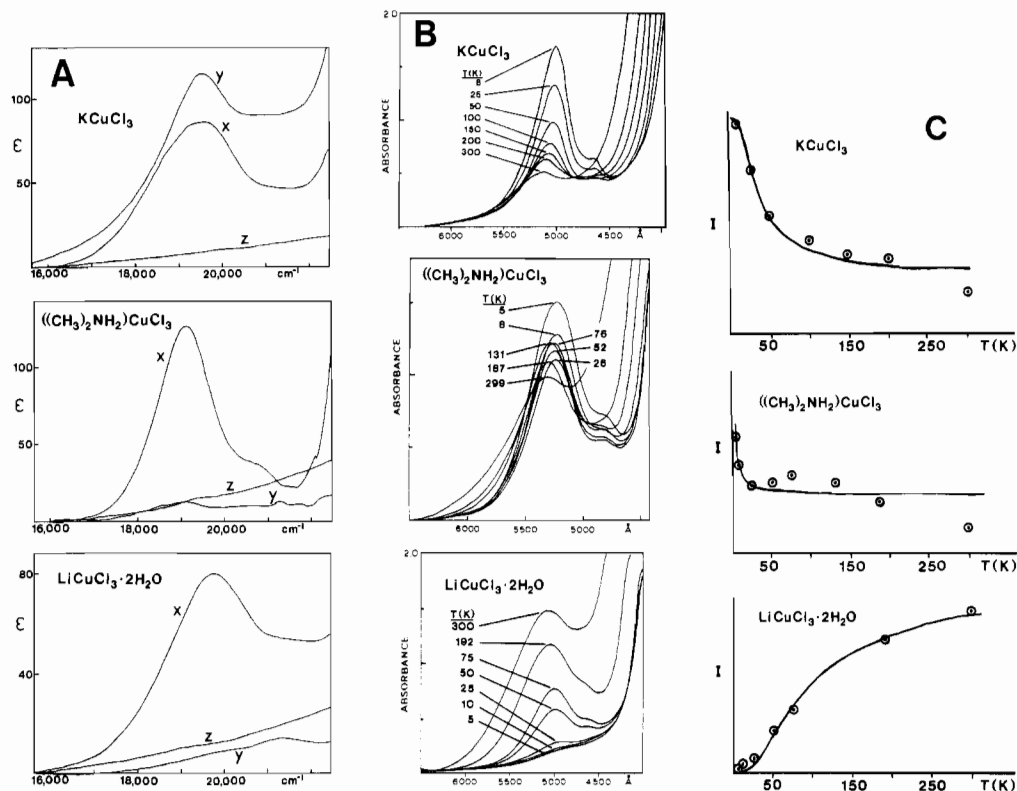 A
KCuCl3
y
x
z
ε
100
50
16,000
18,000
20,000
cm-1
((CH3)2NH2)CuCl3
x
z
y
ε
100
50
16,000
18,000
20,000
cm-1
LiCuCl3·2H2O
x
z
y
ε
80
40
16,000
18,000
20,000
cm-1
B
2.0
KCuCl3
T(K)
5
25
50
100
150
200
300
ABSORBANCE
6000
5500
5000
4500
Å
((CH3)2NH2)CuCl3
T(K)
5
8
76
131
52
187
26
299
ABSORBANCE
6000
5500
5000
Å
2.0
LiCuCl3·2H2O
T(K)
300
192
75
50
25
10
5
ABSORBANCE
6000
5500
5000
4500
Å
C
KCuCl3
I
50
150
250
T(K)
((CH3)2NH2)CuCl3
I
50
150
250
T(K)
LiCuCl3·2H2O
I
50
150
250
T(K)